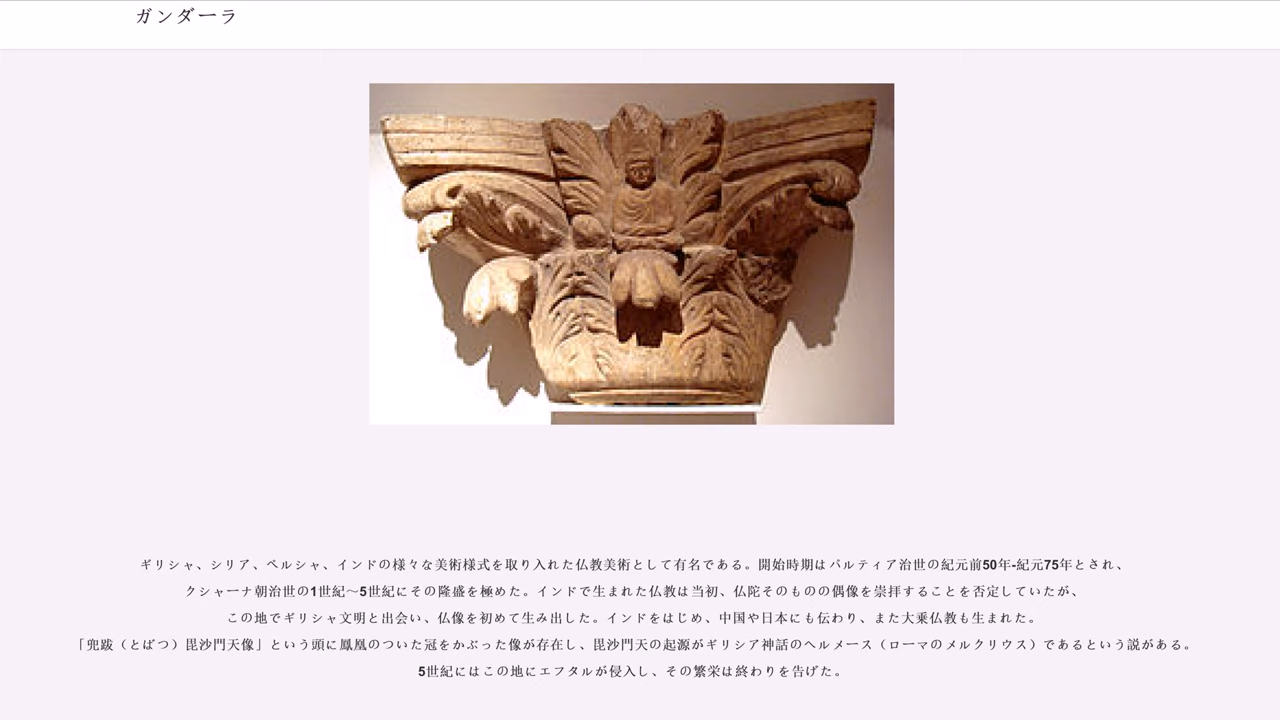 ガンダーラ
ギリシャ、シリア、ペルシャ、インドの様々な美術様式を取り入れた仏教美術として有名である。開始時期はパルティア治世の紀元前50年-紀元75年とされ、
クシャーナ朝治世の1世紀〜5世紀にその隆盛を極めた。インドで生まれた仏教は当初、仏陀そのものの偶像を崇拝することを否定していたが、
この地でギリシャ文明と出会い、仏像を初めて生み出した。インドをはじめ、中国や日本にも伝わり、また大乗仏教も生まれた。
「兜跋（とばつ）毘沙門天像」という頭に鳳凰のついた冠をかぶった像が存在し、毘沙門天の起源がギリシア神話のヘルメース（ローマのメルクリウス）であるという説がある。
5世紀にはこの地にエフタルが侵入し、その繁栄は終わりを告げた。